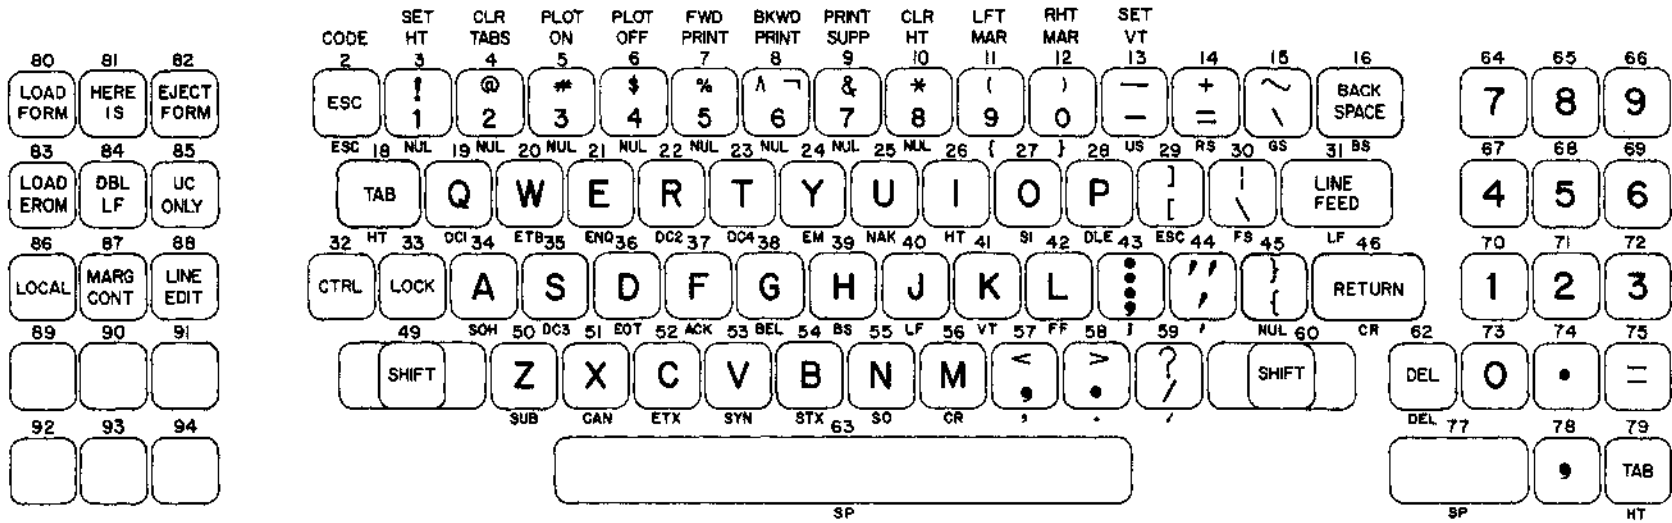 SET CLR PLOT PLOT FWD BKWD PRINT CLR LFT RHT SET
CODE HT TABS ON OFF PRINT PRINT SUPP HT MAR MAR VT
80 81 82 2 3 4 5 6 7 8 9 10 11 12 13 14 15 16 64 65 66
LOAD HERE EJECT ! @ # $ % ∧ ¬ & * ( ) — + ~ BACK
FORM IS FORM ESC 1 2 3 4 5 6 7 8 9 0 - = \ SPACE 7 8 9
ESC NUL NUL NUL NUL NUL NUL NUL NUL { } US RS GS BS
83 84 85 18 19 20 21 22 23 24 25 26 27 28 29 30 31 67 68 69
LOAD DBL UC ] ¦ LINE
EROM LF ONLY TAB Q W E R T Y U I O P [ \ FEED 4 5 6
HT DC1 ETB ENQ DC2 DC4 EM NAK HT SI DLE ESC FS LF
86 87 88 32 33 34 35 36 37 38 39 40 41 42 43 44 45 46 70 71 72
MARG LINE : " }
LOCAL CONT EDIT CTRL LOCK A S D F G H J K L ; ' { RETURN 1 2 3
SOH DC3 EOT ACK BEL BS LF VT FF ; ' NUL CR
89 90 91 49 50 51 52 53 54 55 56 57 58 59 60 62 73 74 75
< > ?
SHIFT Z X C V B N M , . / SHIFT DEL 0 . =
SUB CAN ETX SYN STX SO CR , . / DEL
92 93 94 63 77 78 79
, TAB
SP SP HT